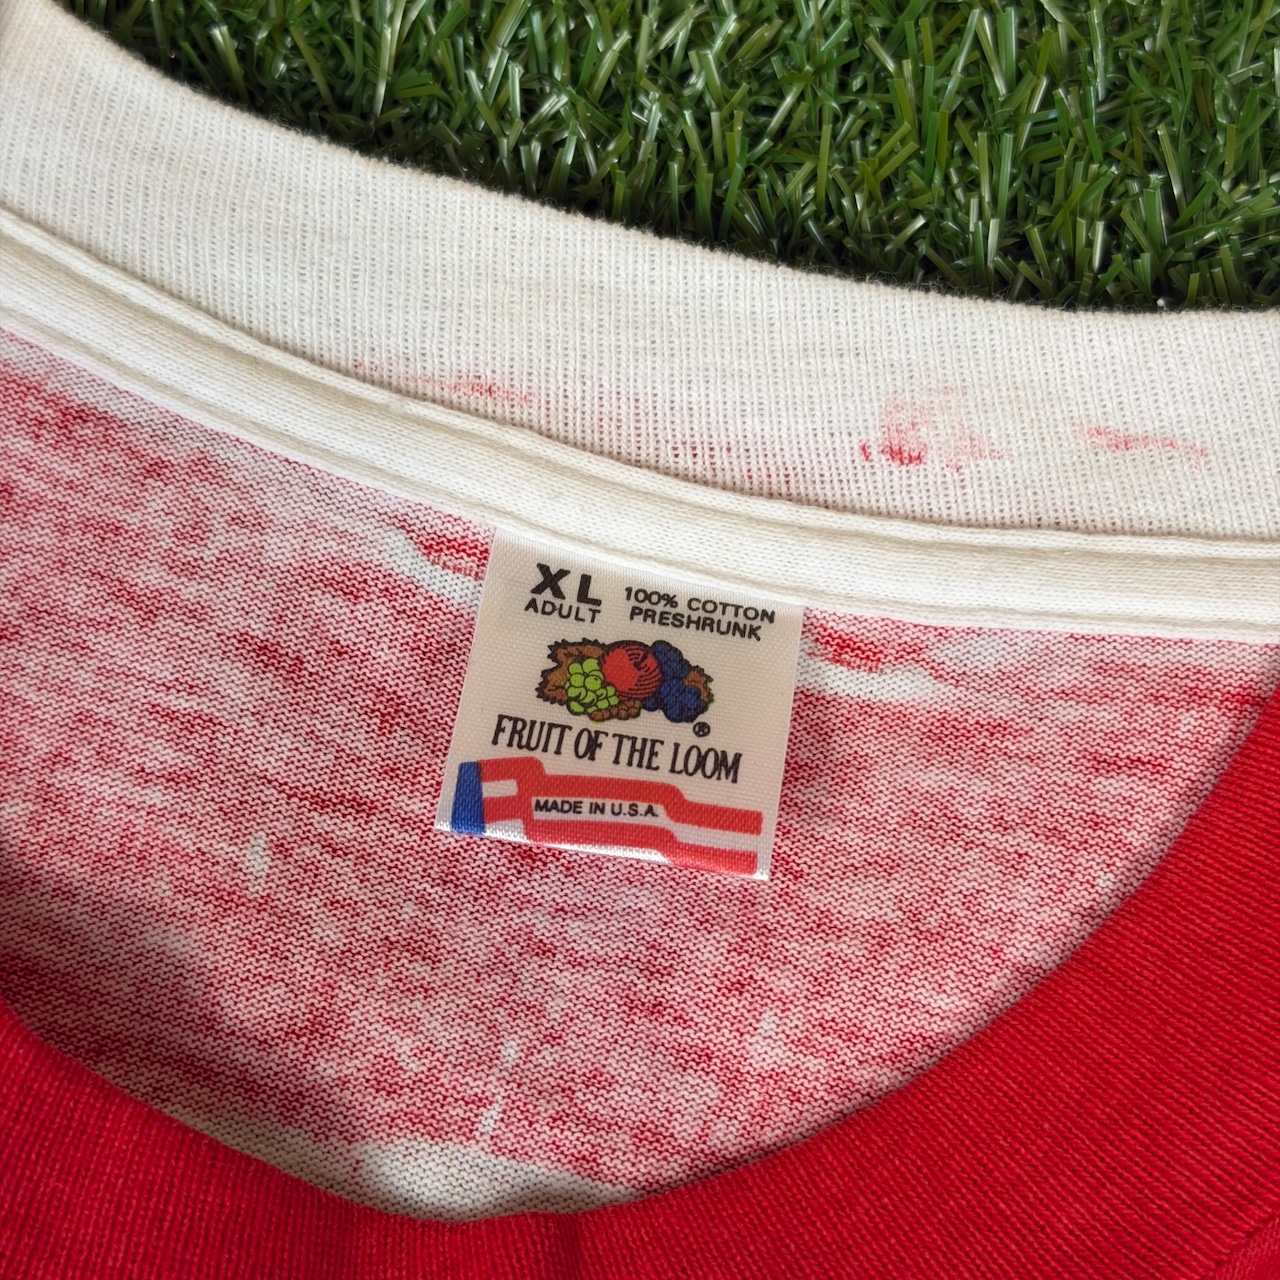 XL
ADULT
100% COTTON
PRESHRUNK
®
FRUIT OF THE LOOM
MADE IN U.S.A.